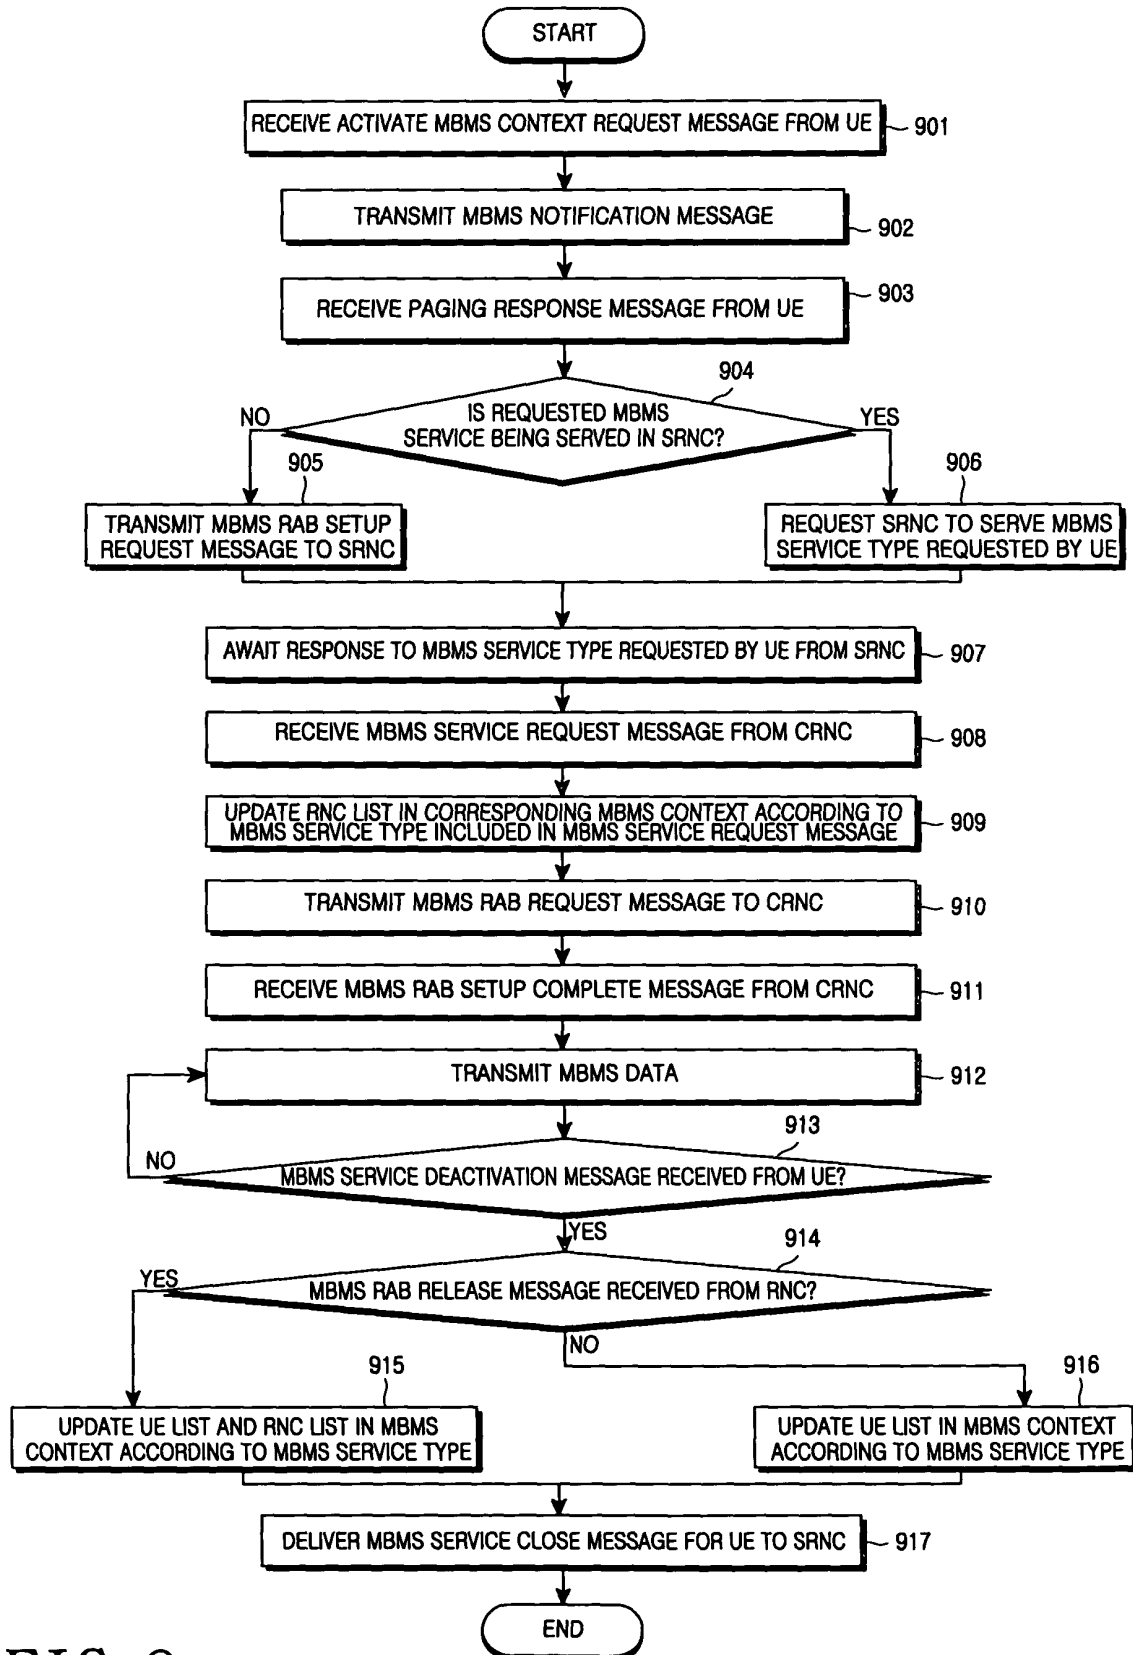 START
RECEIVE ACTIVATE MBMS CONTEXT REQUEST MESSAGE FROM UE
901
TRANSMIT MBMS NOTIFICATION MESSAGE
902
RECEIVE PAGING RESPONSE MESSAGE FROM UE
903
904
IS REQUESTED MBMS
SERVICE BEING SERVED IN SRNC?
NO
YES
905
TRANSMIT MBMS RAB SETUP
REQUEST MESSAGE TO SRNC
906
REQUEST SRNC TO SERVE MBMS
SERVICE TYPE REQUESTED BY UE
AWAIT RESPONSE TO MBMS SERVICE TYPE REQUESTED BY UE FROM SRNC
907
RECEIVE MBMS SERVICE REQUEST MESSAGE FROM CRNC
908
UPDATE RNC LIST IN CORRESPONDING MBMS CONTEXT ACCORDING TO
MBMS SERVICE TYPE INCLUDED IN MBMS SERVICE REQUEST MESSAGE
909
TRANSMIT MBMS RAB REQUEST MESSAGE TO CRNC
910
RECEIVE MBMS RAB SETUP COMPLETE MESSAGE FROM CRNC
911
TRANSMIT MBMS DATA
912
913
NO
MBMS SERVICE DEACTIVATION MESSAGE RECEIVED FROM UE?
YES
914
YES
MBMS RAB RELEASE MESSAGE RECEIVED FROM RNC?
NO
915
UPDATE UE LIST AND RNC LIST IN MBMS
CONTEXT ACCORDING TO MBMS SERVICE TYPE
916
UPDATE UE LIST IN MBMS CONTEXT
ACCORDING TO MBMS SERVICE TYPE
DELIVER MBMS SERVICE CLOSE MESSAGE FOR UE TO SRNC
917
END